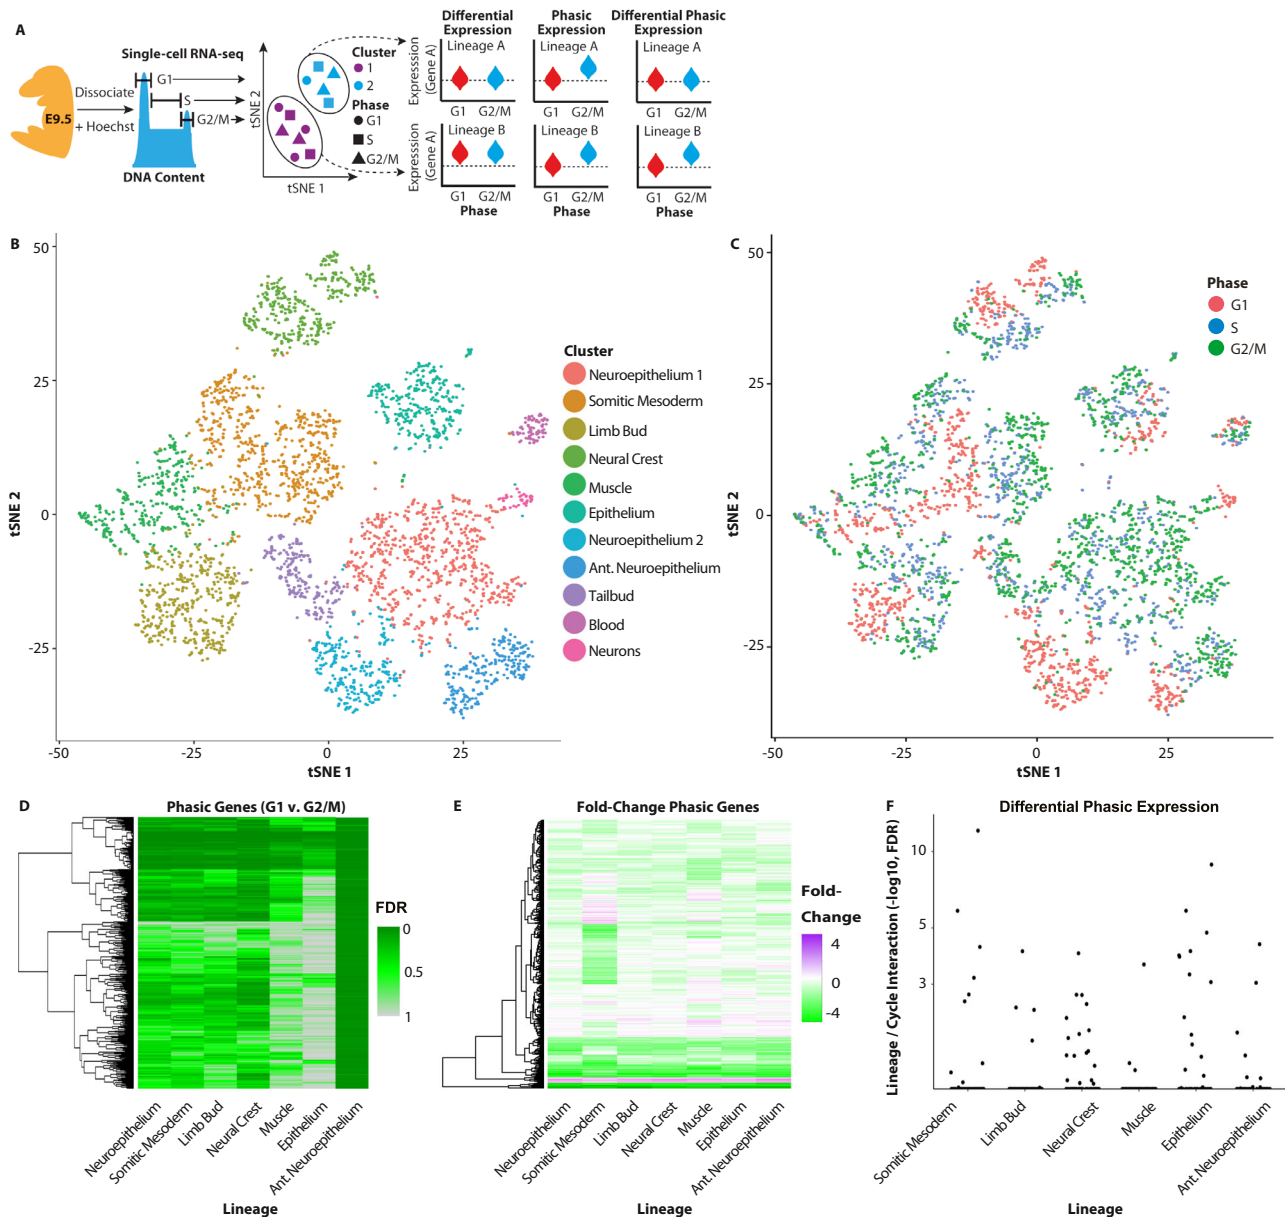 A
Single-cell RNA-seq
Dissociate
+ Hoechst
E9.5
G1
S
G2/M
DNA Content
tSNE 2
tSNE 1
Cluster
1
2
Phase
G1
S
G2/M
Differential
Expression
Phasic
Expression
Differential Phasic
Expression
Expresssion
(Gene A)
Lineage A
Lineage A
Lineage A
G1 G2/M
G1 G2/M
G1 G2/M
Expresssion
(Gene A)
Lineage B
Lineage B
Lineage B
G1 G2/M
G1 G2/M
G1 G2/M
Phase
Phase
Phase
B
50
25
0
-25
tSNE 2
-50
-25
0
25
tSNE 1
Cluster
Neuroepithelium 1
Somitic Mesoderm
Limb Bud
Neural Crest
Muscle
Epithelium
Neuroepithelium 2
Ant. Neuroepithelium
Tailbud
Blood
Neurons
C
50
25
0
-25
tSNE 2
-50
-25
0
25
tSNE 1
Phase
G1
S
G2/M
D
Phasic Genes (G1 v. G2/M)
FDR
0
0.5
1
Neuroepithelium
Somitic Mesoderm
Limb Bud
Neural Crest
Muscle
Epithelium
Ant. Neuroepithelium
Lineage
E
Fold-Change Phasic Genes
Fold-
Change
4
0
-4
Neuroepithelium
Somitic Mesoderm
Limb Bud
Neural Crest
Muscle
Epithelium
Ant. Neuroepithelium
Lineage
F
Differential Phasic Expression
Lineage / Cycle Interaction (-log10, FDR)
10
5
3
Somitic Mesoderm
Limb Bud
Neural Crest
Muscle
Epithelium
Ant. Neuroepithelium
Lineage